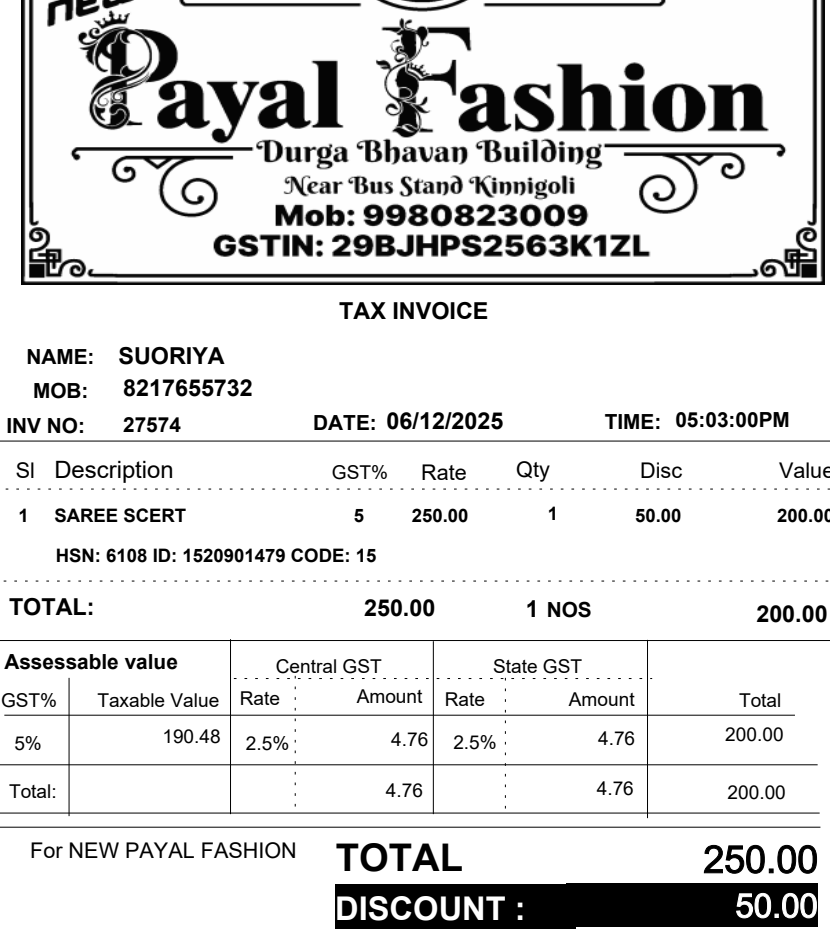 new
Payal Fashion
Durga Bhavan Building
Near Bus Stand Kinnigoli
Mob: 9980823009
GSTIN: 29BJHPS2563K1ZL
TAX INVOICE
NAME: SUORIYA
MOB: 8217655732
INV NO: 27574 DATE: 06/12/2025 TIME: 05:03:00PM
Sl Description GST% Rate Qty Disc Value
1 SAREE SCERT 5 250.00 1 50.00 200.00
HSN: 6108 ID: 1520901479 CODE: 15
TOTAL: 250.00 1 NOS 200.00
Assessable value Central GST State GST
GST% Taxable Value Rate Amount Rate Amount Total
5% 190.48 2.5% 4.76 2.5% 4.76 200.00
Total: 4.76 4.76 200.00
For NEW PAYAL FASHION TOTAL 250.00
DISCOUNT : 50.00